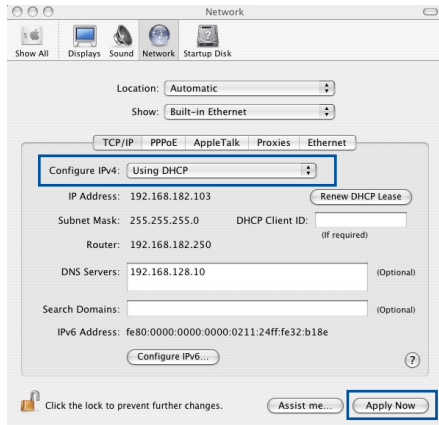 Network
Show All Displays Sound Network Startup Disk
Location: Automatic
Show: Built-in Ethernet
TCP/IP PPPoE AppleTalk Proxies Ethernet
Configure IPv4: Using DHCP
IP Address: 192.168.182.103 Renew DHCP Lease
Subnet Mask: 255.255.255.0 DHCP Client ID:
(If required)
Router: 192.168.182.250
DNS Servers: 192.168.128.10 (Optional)
Search Domains: (Optional)
IPv6 Address: fe80:0000:0000:0000:0211:24ff:fe32:b18e
Configure IPv6... ?
Click the lock to prevent further changes. Assist me... Apply Now